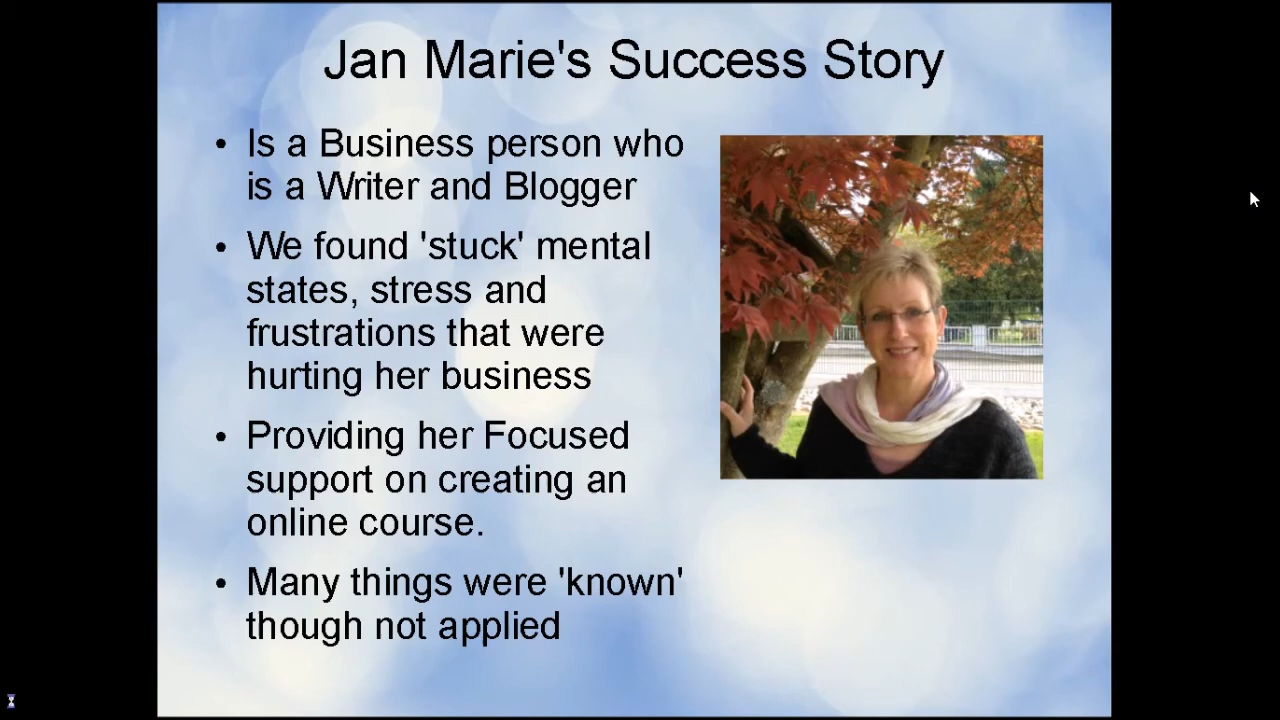 Jan Marie's Success Story
• Is a Business person who
is a Writer and Blogger
• We found 'stuck' mental
states, stress and
frustrations that were
hurting her business
• Providing her Focused
support on creating an
online course.
• Many things were 'known'
though not applied